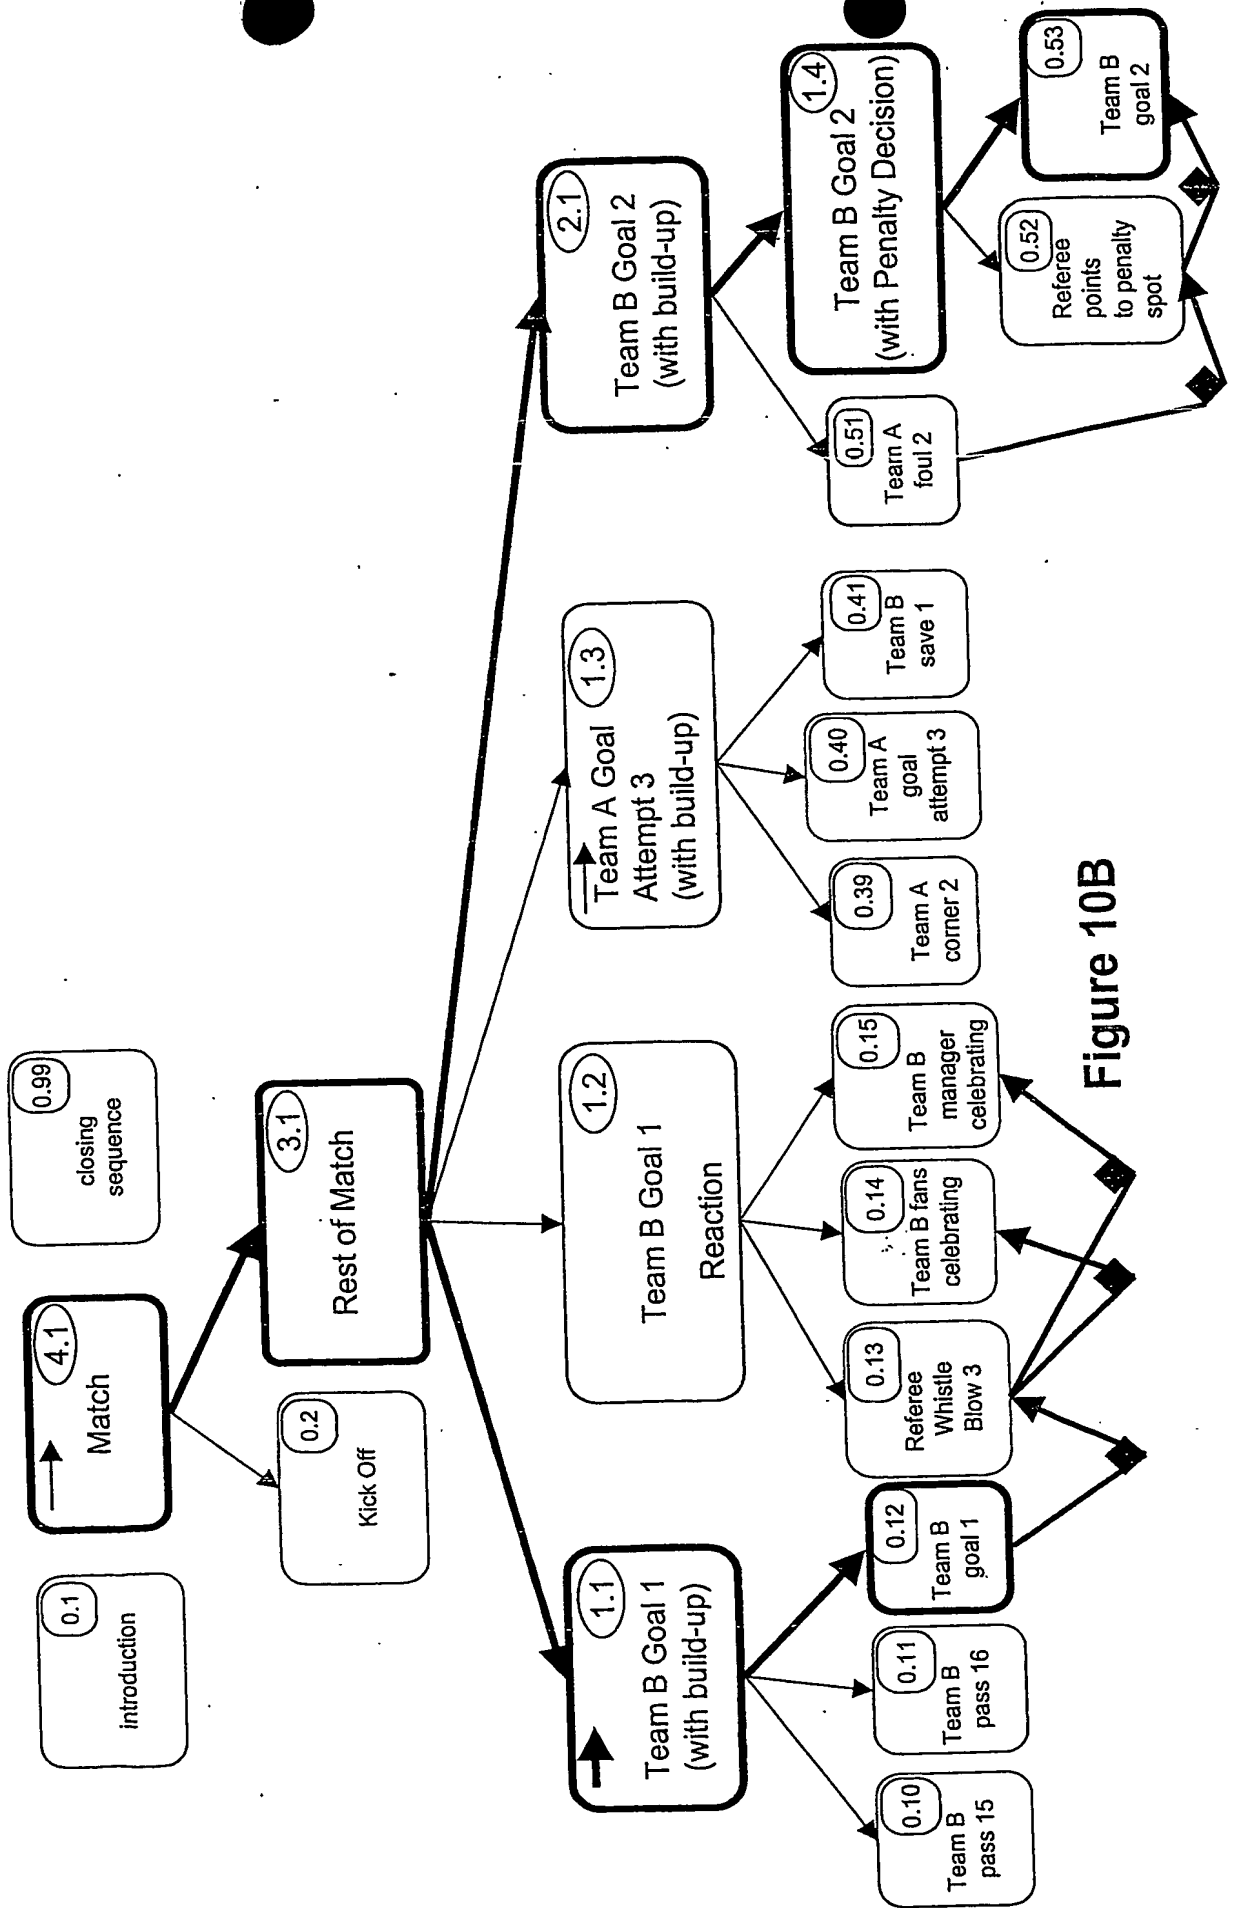 0.1
introduction
4.1
Match
0.99
closing
sequence
0.2
Kick Off
3.1
Rest of Match
1.1
Team B Goal 1
(with build-up)
1.2
Team B Goal 1
Reaction
1.3
Team A Goal
Attempt 3
(with build-up)
2.1
Team B Goal 2
(with build-up)
0.10
Team B
pass 15
0.11
Team B
pass 16
0.12
Team B
goal 1
0.13
Referee
Whistle
Blow 3
0.14
Team B fans
celebrating
0.15
Team B
manager
celebrating
0.39
Team A
corner 2
0.40
Team A
goal
attempt 3
0.41
Team B
save 1
0.51
Team A
foul 2
1.4
Team B Goal 2
(with Penalty Decision)
0.52
Referee
points
to penalty
spot
0.53
Team B
goal 2
Figure 10B